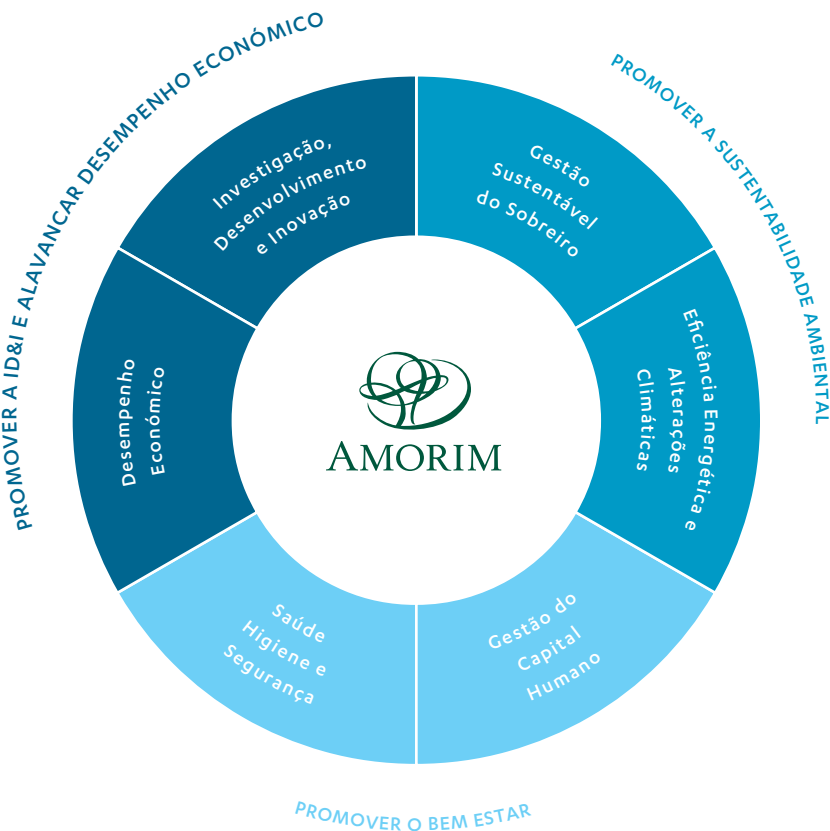 PROMOVER A ID&I E ALAVANCAR DESEMPENHO ECONÓMICO
PROMOVER A SUSTENTABILIDADE AMBIENTAL
Investigação,
Desenvolvimento
e Inovação
Gestão
Sustentável
do Sobreiro
Eficiência Energética e
Alterações
Climáticas
Desempenho
Económico
AMORIM
Saúde
Higiene e
Segurança
Gestão do
Capital
Humano
PROMOVER O BEM ESTAR